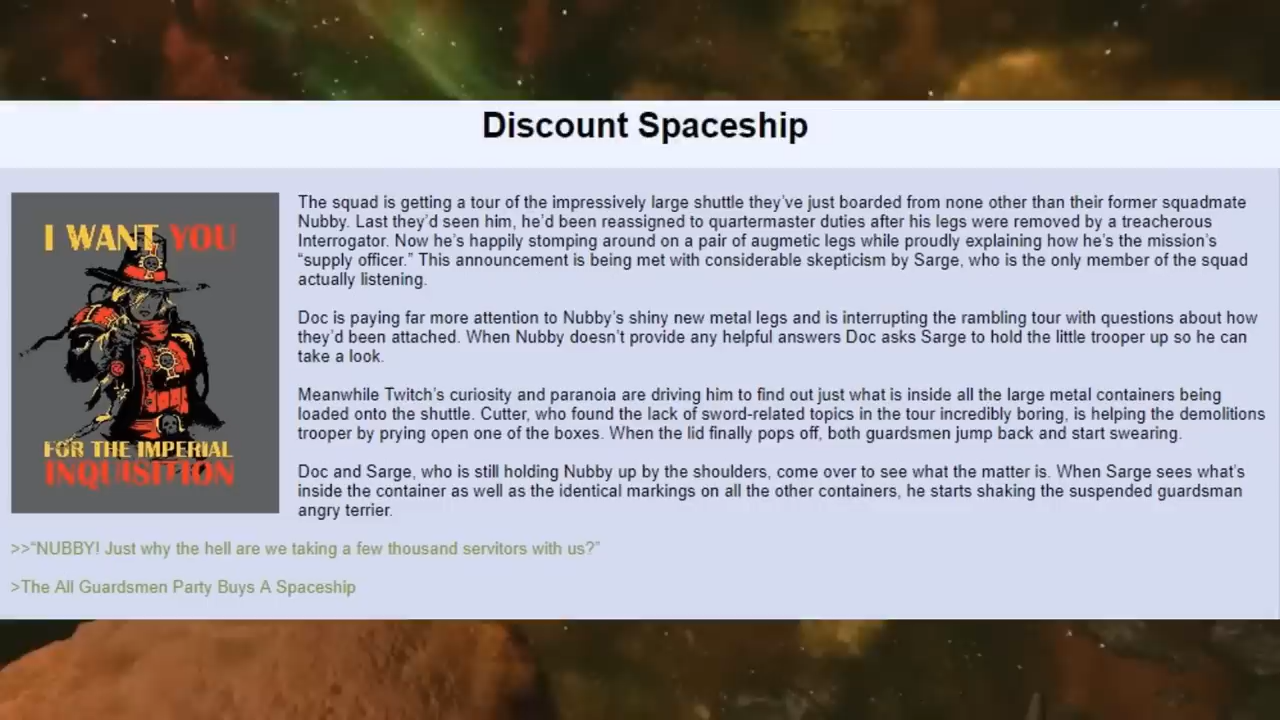 Discount Spaceship
I WANT YOU
FOR THE IMPERIAL
INQUISITION
The squad is getting a tour of the impressively large shuttle they've just boarded from none other than their former squadmate
Nubby. Last they'd seen him, he'd been reassigned to quartermaster duties after his legs were removed by a treacherous
Interrogator. Now he's happily stomping around on a pair of augmetic legs while proudly explaining how he's the mission's
“supply officer.” This announcement is being met with considerable skepticism by Sarge, who is the only member of the squad
actually listening.
Doc is paying far more attention to Nubby's shiny new metal legs and is interrupting the rambling tour with questions about how
they'd been attached. When Nubby doesn't provide any helpful answers Doc asks Sarge to hold the little trooper up so he can
take a look.
Meanwhile Twitch's curiosity and paranoia are driving him to find out just what is inside all the large metal containers being
loaded onto the shuttle. Cutter, who found the lack of sword-related topics in the tour incredibly boring, is helping the demolitions
trooper by prying open one of the boxes. When the lid finally pops off, both guardsmen jump back and start swearing.
Doc and Sarge, who is still holding Nubby up by the shoulders, come over to see what the matter is. When Sarge sees what's
inside the container as well as the identical markings on all the other containers, he starts shaking the suspended guardsman
angry terrier.
>>“NUBBY! Just why the hell are we taking a few thousand servitors with us?”
>The All Guardsmen Party Buys A Spaceship